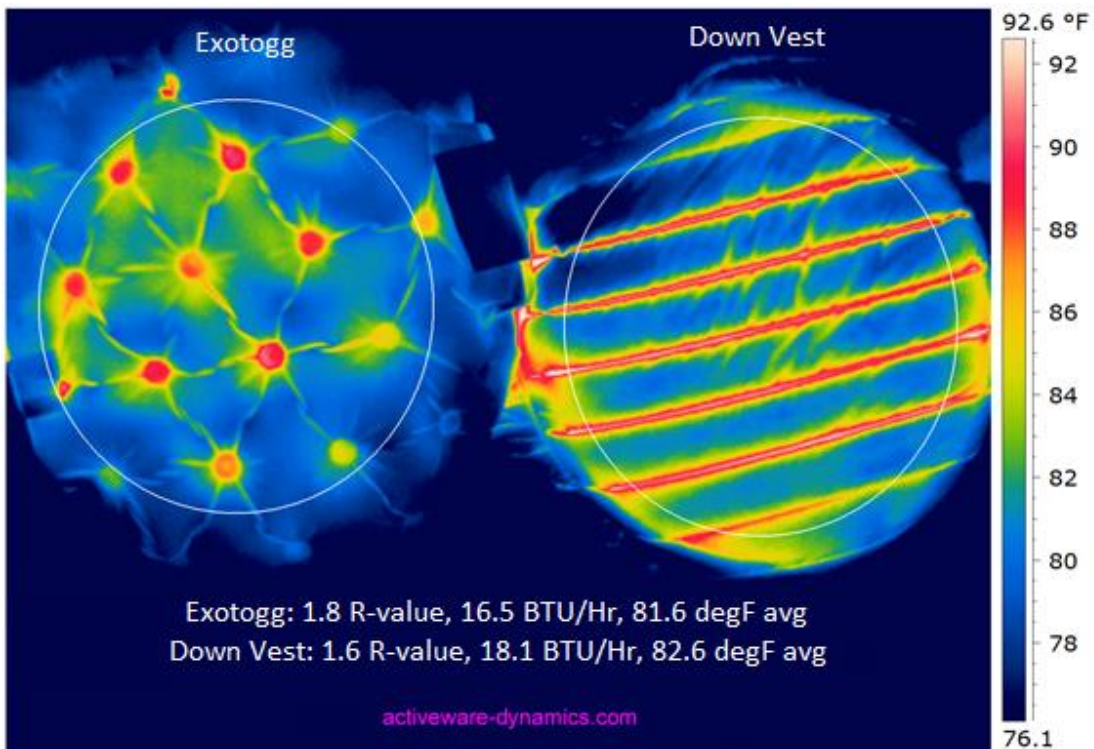 Exotogg
Down Vest
92.6 °F
92
90
88
86
84
82
80
78
76.1
Exotogg: 1.8 R-value, 16.5 BTU/Hr, 81.6 degF avg
Down Vest: 1.6 R-value, 18.1 BTU/Hr, 82.6 degF avg
activeware-dynamics.com